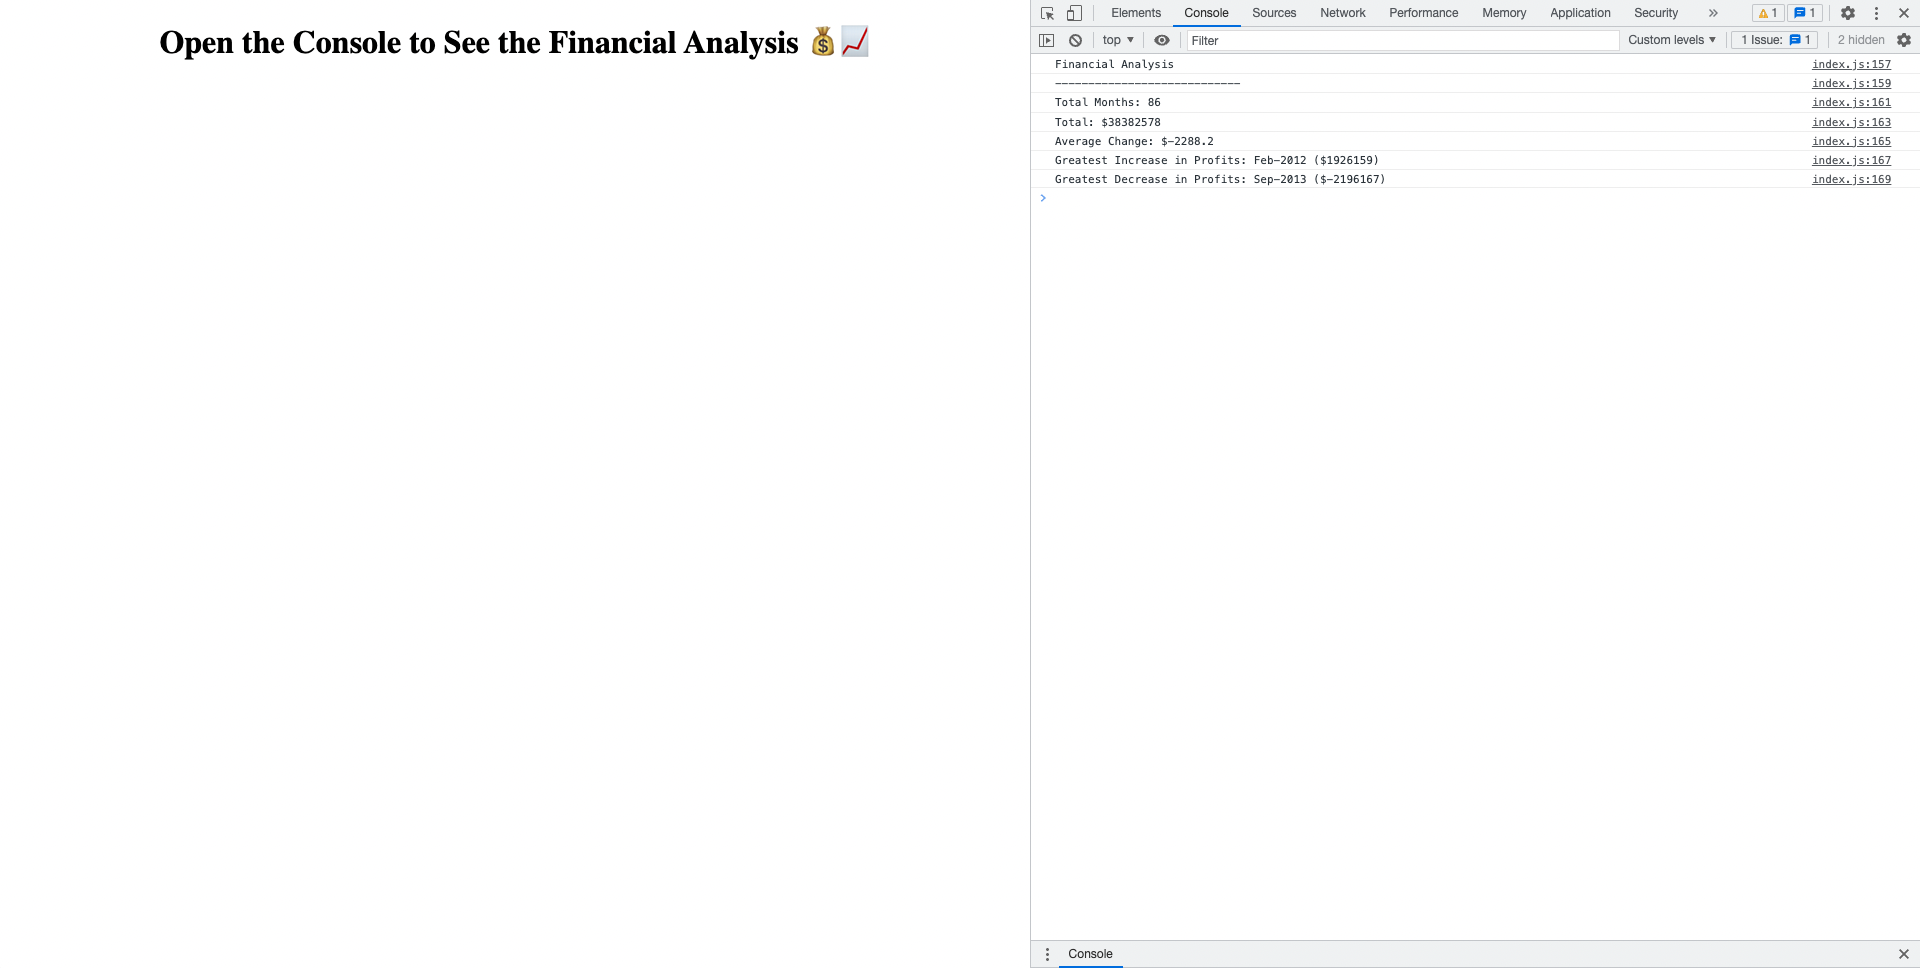 Open the Console to See the Financial Analysis 💰📈
Elements Console Sources Network Performance Memory Application Security » 1 1
top ▼ Filter Custom levels ▼ 1 Issue: 1 2 hidden
Financial Analysis index.js:157
---------------------------- index.js:159
Total Months: 86 index.js:161
Total: $38382578 index.js:163
Average Change: $-2288.2 index.js:165
Greatest Increase in Profits: Feb-2012 ($1926159) index.js:167
Greatest Decrease in Profits: Sep-2013 ($-2196167) index.js:169
>
Console